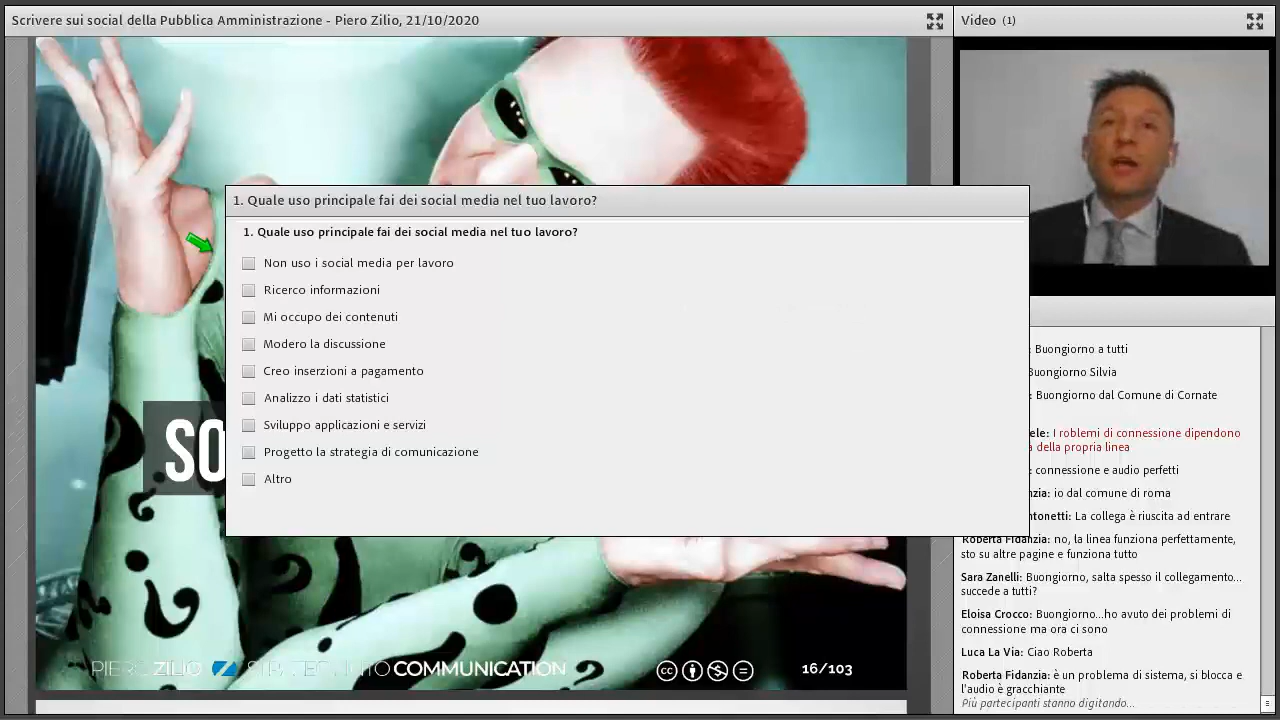 Scrivere sui social della Pubblica Amministrazione - Piero Zilio, 21/10/2020
Video (1)
1. Quale uso principale fai dei social media nel tuo lavoro?
1. Quale uso principale fai dei social media nel tuo lavoro?
Non uso i social media per lavoro
Ricerco informazioni
Mi occupo dei contenuti
Modero la discussione
Creo inserzioni a pagamento
Analizzo i dati statistici
Sviluppo applicazioni e servizi
Progetto la strategia di comunicazione
Altro
SO
PIERO ZILIO
COMMUNICATION
cc
16/103
: Buongiorno a tutti
Buongiorno Silvia
: Buongiorno dal Comune di Cornate
ele: I roblemi di connessione dipendono
della propria linea
: connessione e audio perfetti
nzia: io dal comune di roma
ntonetti: La collega è riuscita ad entrare
Roberta Fidanzia: no, la linea funziona perfettamente,
sto su altre pagine e funziona tutto
Sara Zanelli: Buongiorno, salta spesso il collegamento...
succede a tutti?
Eloisa Crocco: Buongiorno...ho avuto dei problemi di
connessione ma ora ci sono
Luca La Via: Ciao Roberta
Roberta Fidanzia: è un problema di sistema, si blocca e
l'audio è gracchiante
Più partecipanti stanno digitando...